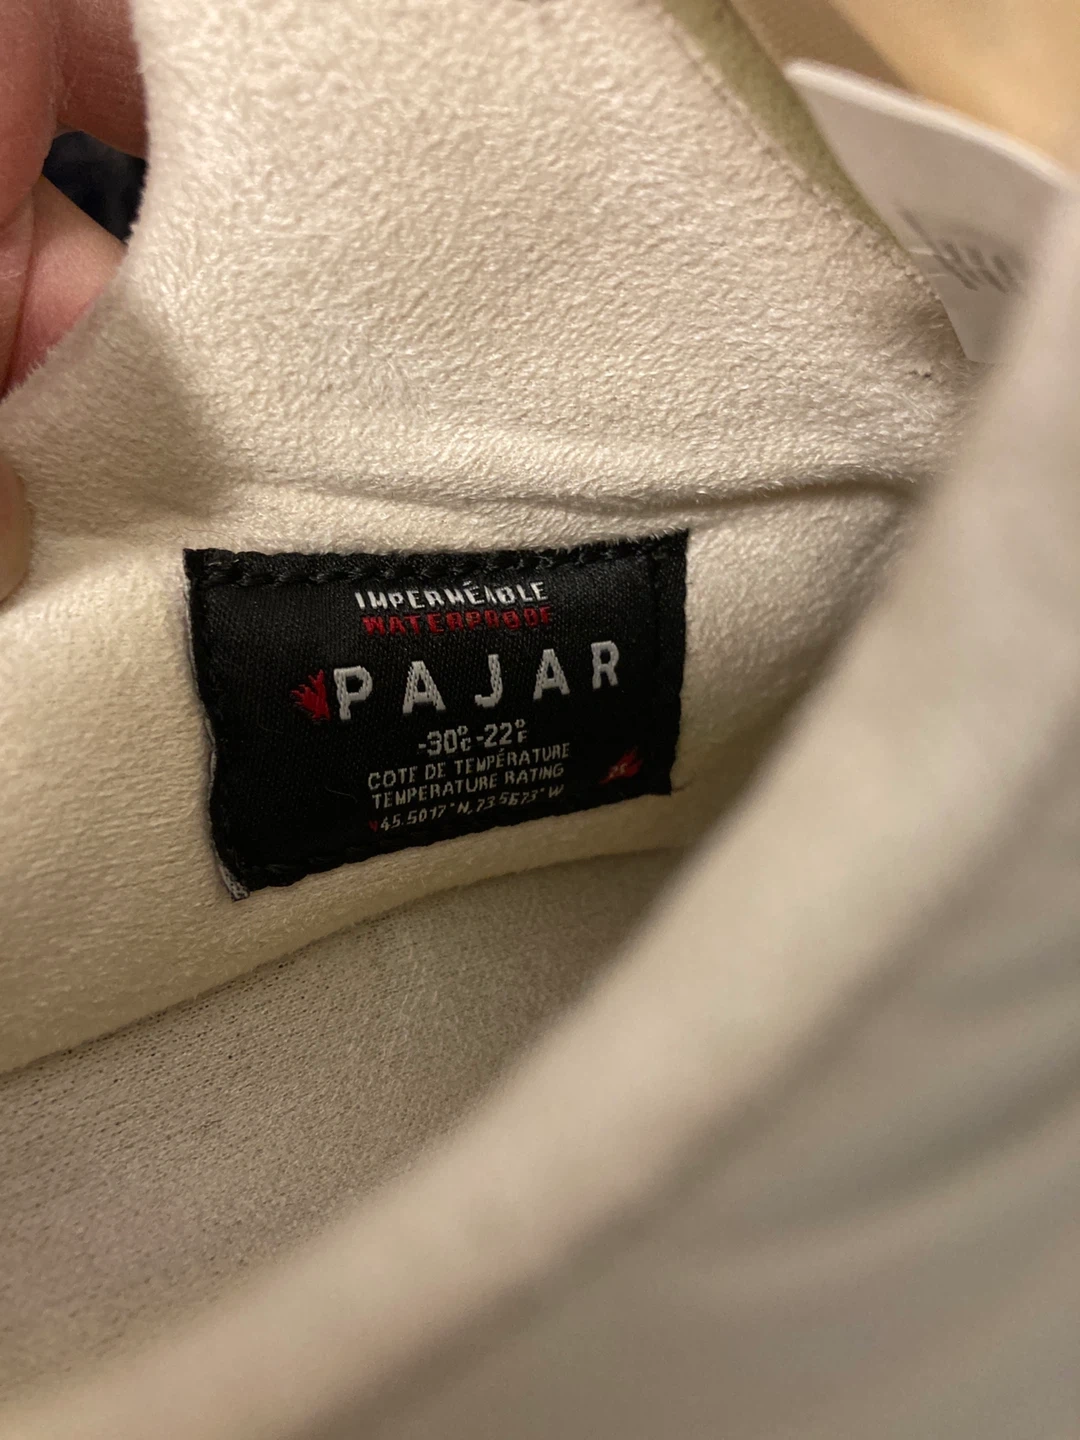 IMPERMÉABLE
WATERPROOF
PAJAR
-30°C -22°F
COTE DE TEMPÉRATURE
TEMPERATURE RATING
45.5017°N, 73.5673°W